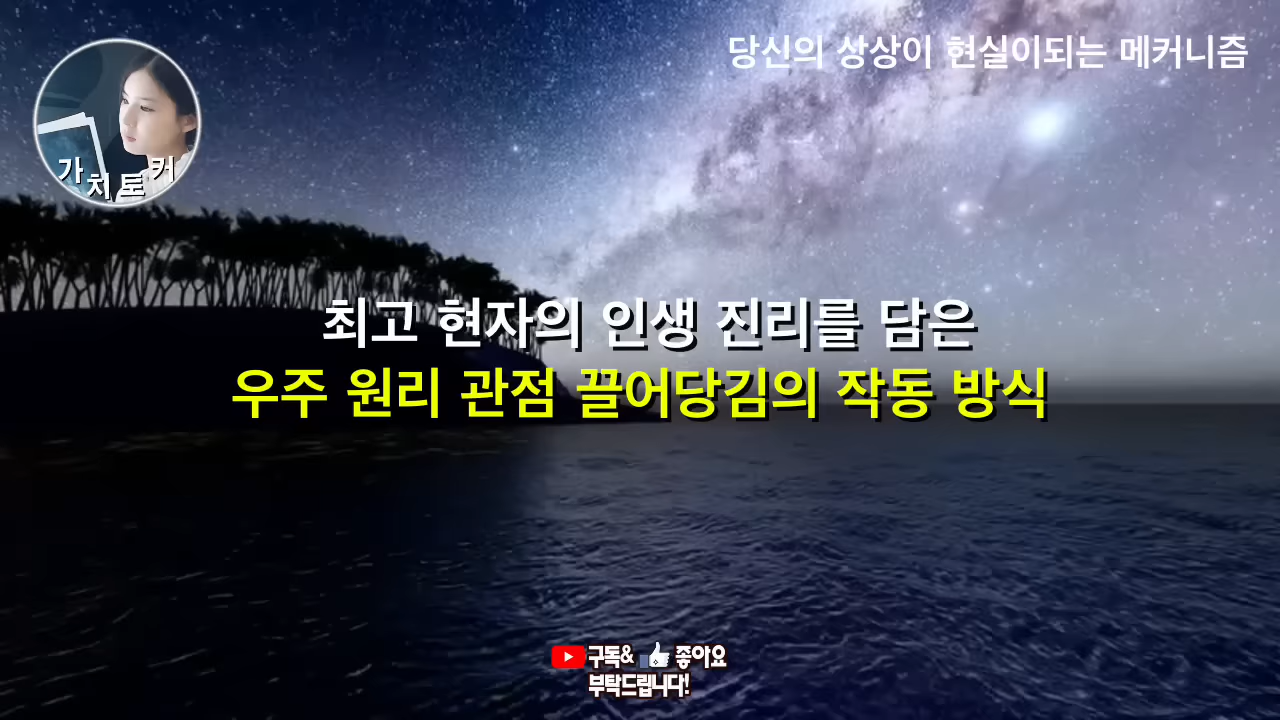 당신의 상상이 현실이되는 메커니즘
가치토커
최고 현자의 인생 진리를 담은
우주 원리 관점 끌어당김의 작동 방식
구독& 좋아요
부탁드립니다!